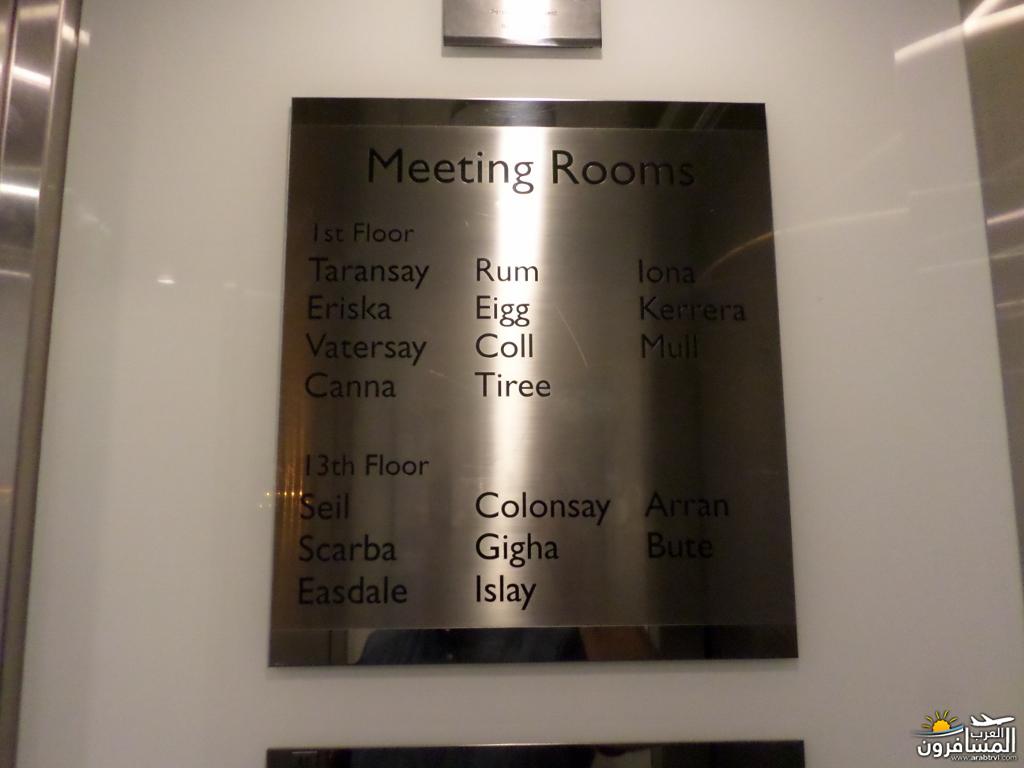 Meeting Rooms
1st Floor
Taransay Rum Iona
Eriska Eigg Kerrera
Vatersay Coll Mull
Canna Tiree
13th Floor
Seil Colonsay Arran
Scarba Gigha Bute
Easdale Islay
العرب
المسافرون
www.arabtrvl.com